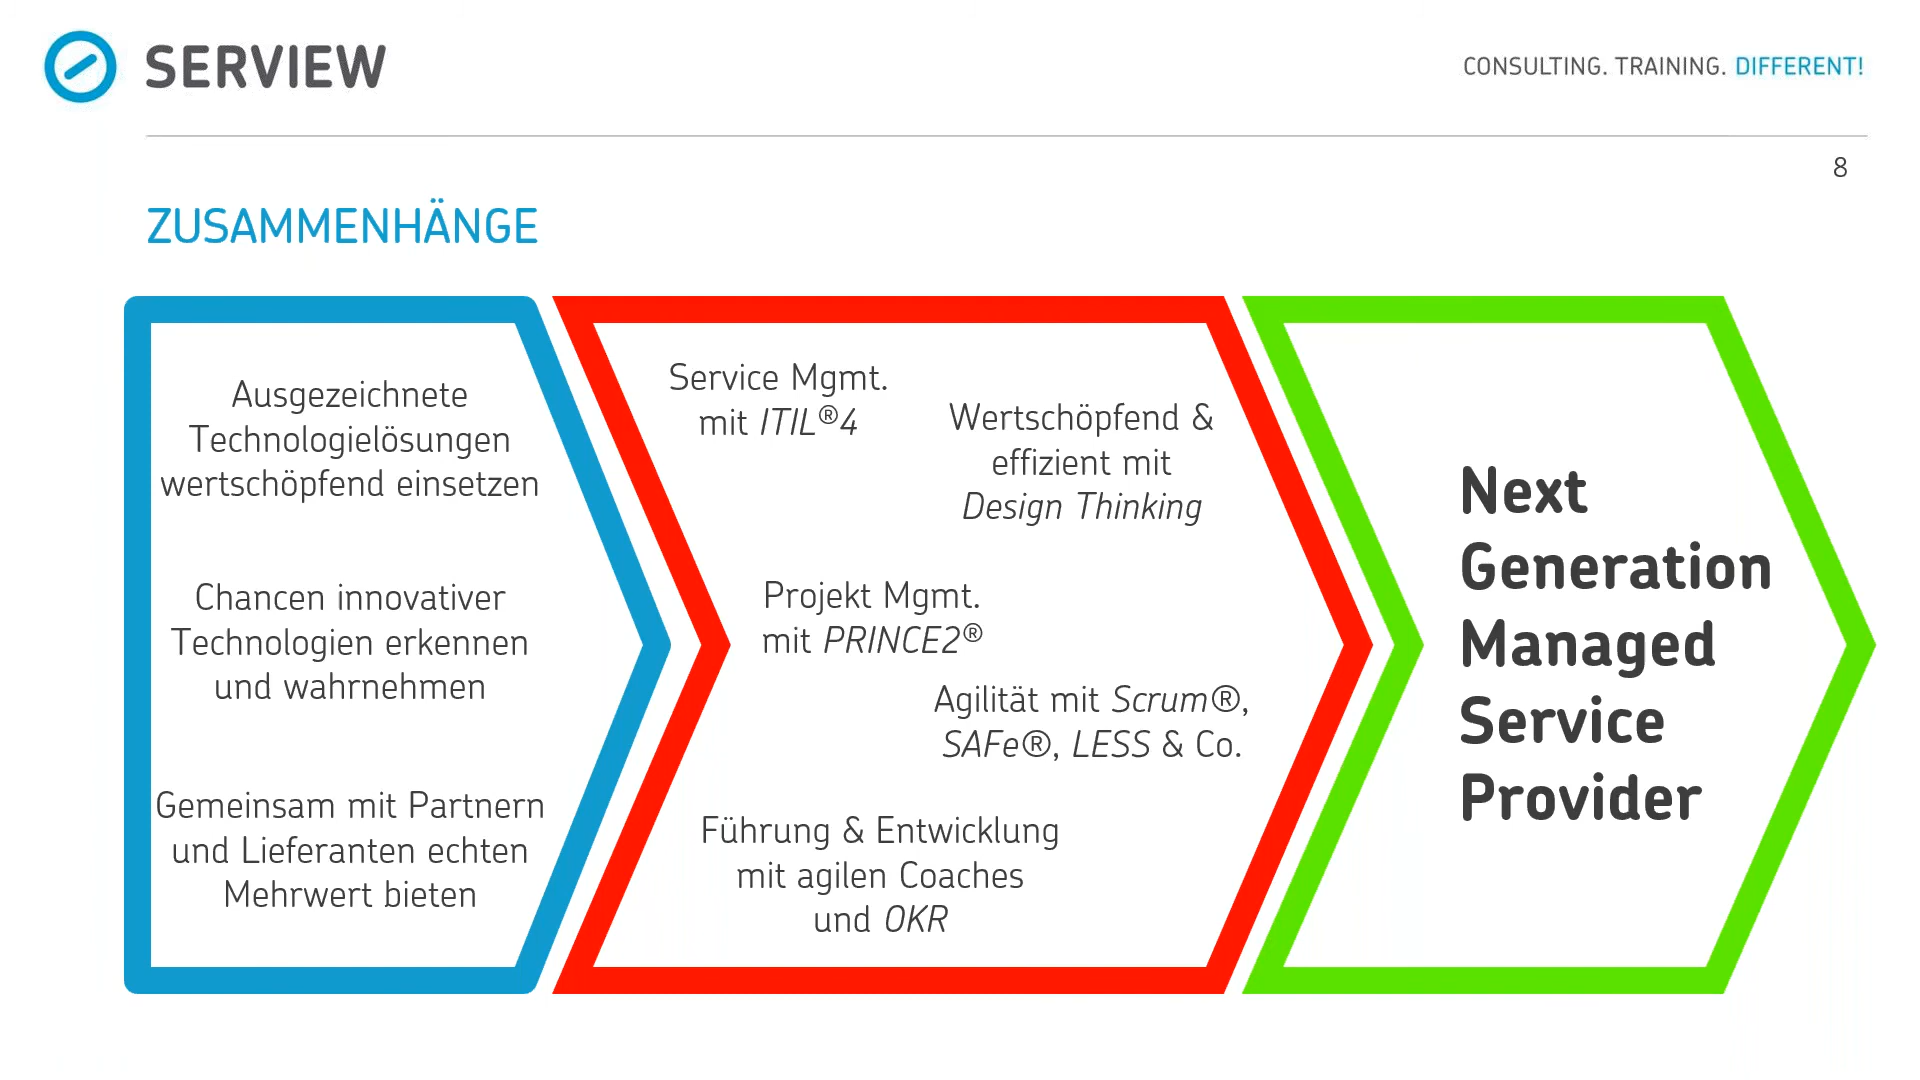 SERVIEW
CONSULTING. TRAINING. DIFFERENT!
8
ZUSAMMENHÄNGE
Ausgezeichnete
Technologielösungen
wertschöpfend einsetzen
Chancen innovativer
Technologien erkennen
und wahrnehmen
Gemeinsam mit Partnern
und Lieferanten echten
Mehrwert bieten
Service Mgmt.
mit ITIL®4
Wertschöpfend &
effizient mit
Design Thinking
Projekt Mgmt.
mit PRINCE2®
Agilität mit Scrum®,
SAFe®, LESS & Co.
Führung & Entwicklung
mit agilen Coaches
und OKR
Next
Generation
Managed
Service
Provider